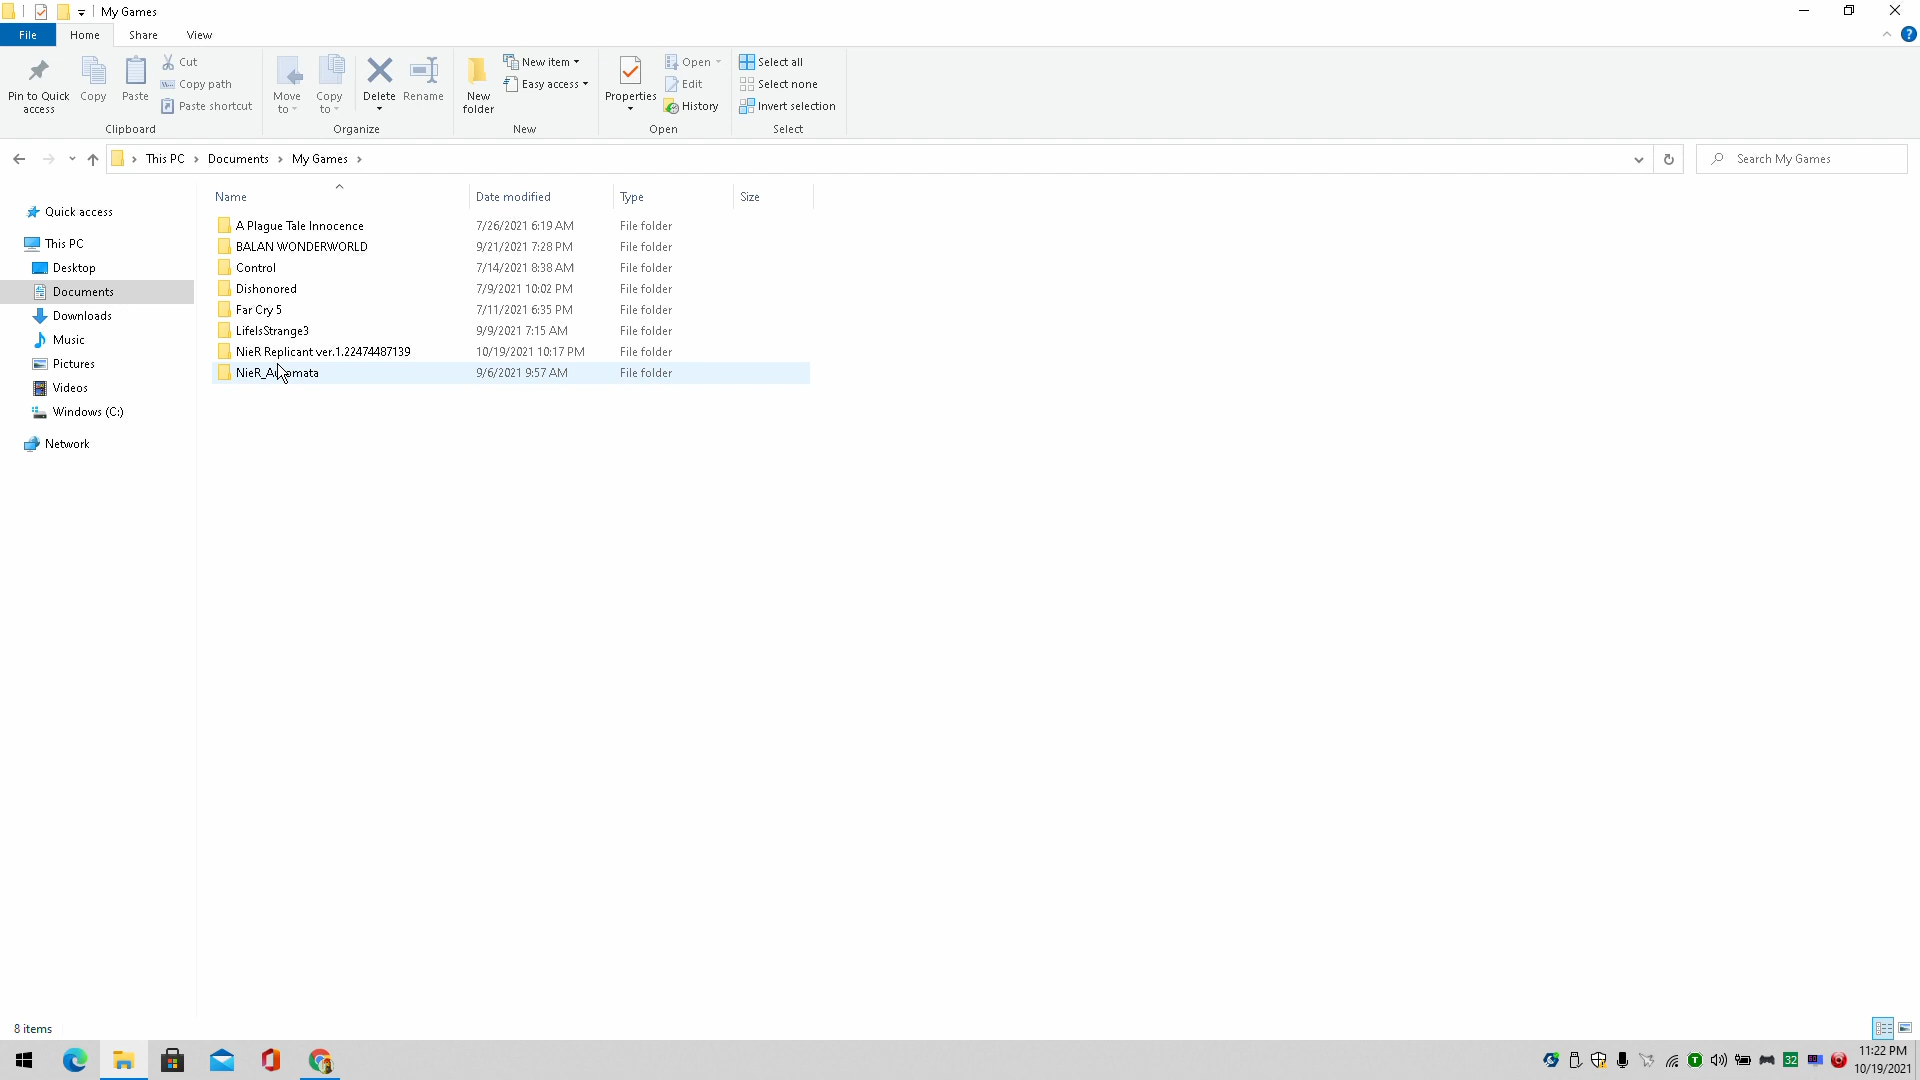 My Games
File Home Share View
Pin to Quick access
Copy
Paste
Cut
Copy path
Paste shortcut
Clipboard
Move to
Copy to
Delete
Rename
Organize
New folder
New item
Easy access
New
Properties
Open
Edit
History
Open
Select all
Select none
Invert selection
Select
This PC Documents My Games
Search My Games
Quick access
This PC
Desktop
Documents
Downloads
Music
Pictures
Videos
Windows (C:)
Network
Name Date modified Type Size
A Plague Tale Innocence 7/26/2021 6:19 AM File folder
BALAN WONDERWORLD 9/21/2021 7:28 PM File folder
Control 7/14/2021 8:38 AM File folder
Dishonored 7/9/2021 10:02 PM File folder
Far Cry 5 7/11/2021 6:35 PM File folder
LifeIsStrange3 9/9/2021 7:15 AM File folder
NieR Replicant ver.1.22474487139 10/19/2021 10:17 PM File folder
NieR_Automata 9/6/2021 9:57 AM File folder
8 items
32
11:22 PM
10/19/2021